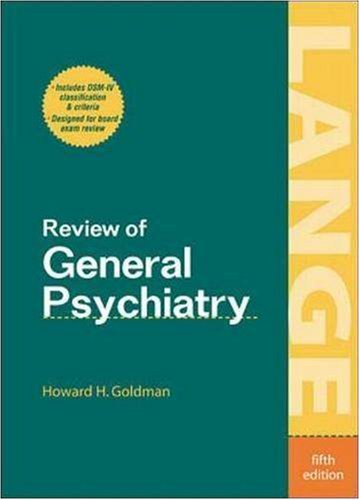 · Includes DSM-IV
classification & criteria
· Designed for board
exam review
LANGE
Review of
General
Psychiatry
Howard H. Goldman
fifth edition